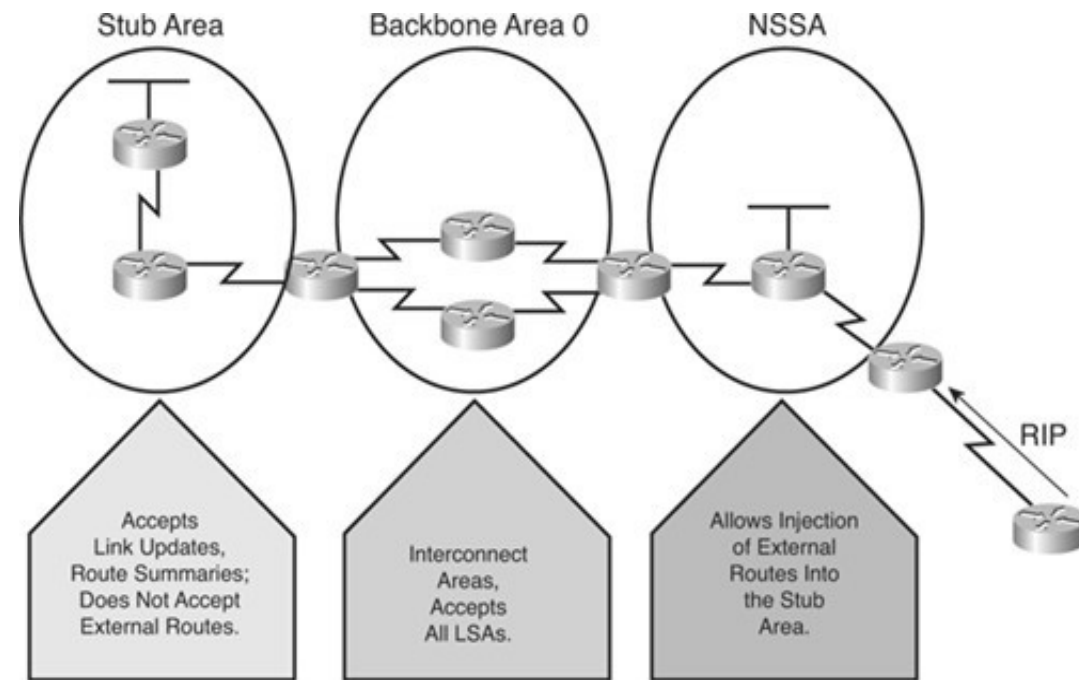 Stub Area
Backbone Area 0
NSSA
RIP
Accepts
Link Updates,
Route Summaries;
Does Not Accept
External Routes.
Interconnect
Areas,
Accepts
All LSAs.
Allows Injection
of External
Routes Into
the Stub
Area.